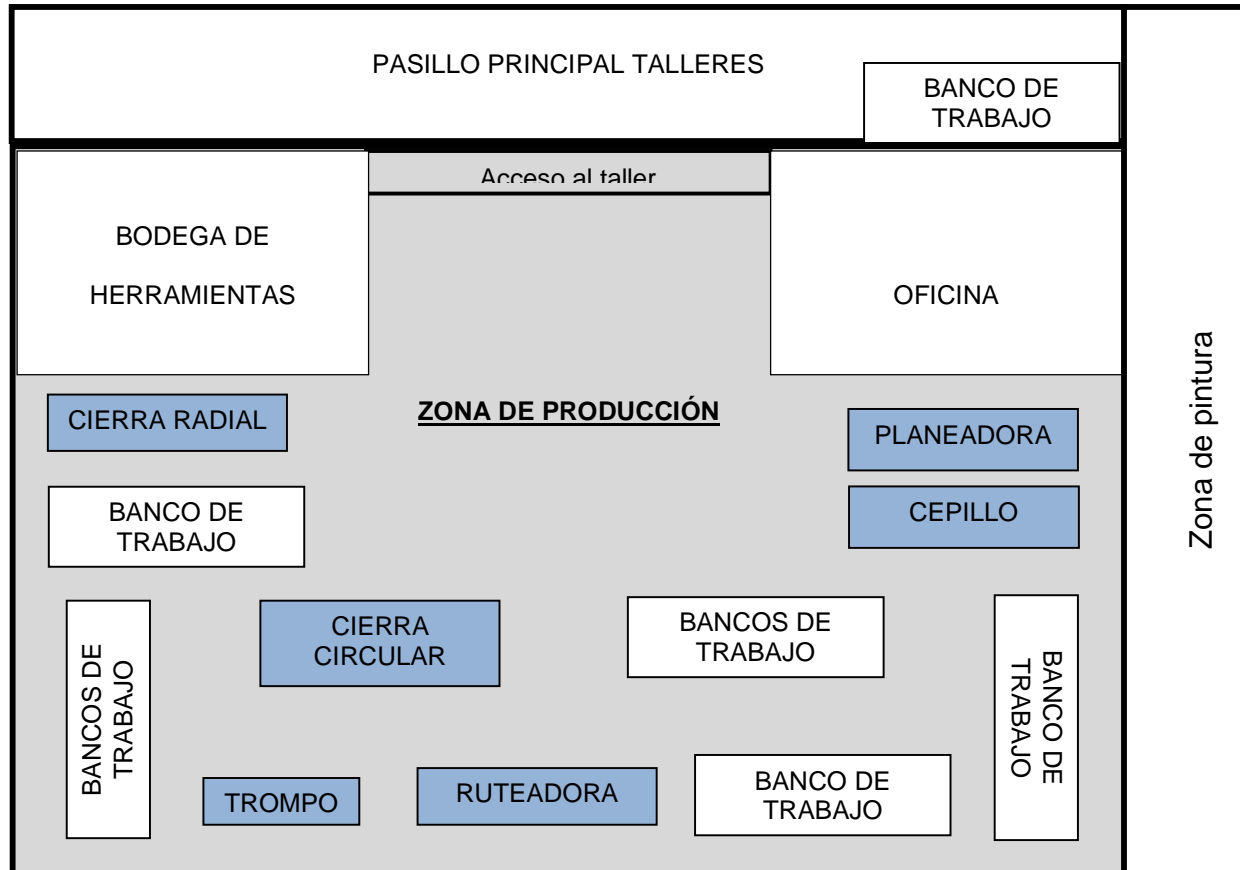 PASILLO PRINCIPAL TALLERES
BANCO DE
TRABAJO
Acceso al taller
BODEGA DE
HERRAMIENTAS
OFICINA
Zona de pintura
CIERRA RADIAL
ZONA DE PRODUCCIÓN
PLANEADORA
BANCO DE
TRABAJO
CEPILLO
BANCOS DE
TRABAJO
CIERRA
CIRCULAR
BANCOS DE
TRABAJO
BANCO DE
TRABAJO
TROMPO
RUTEADORA
BANCO DE
TRABAJO